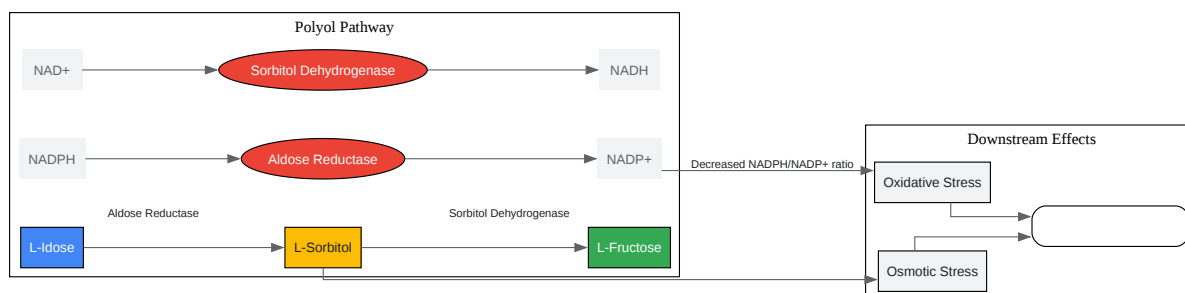 Polyol Pathway
NAD+
Sorbitol Dehydrogenase
NADH
NADPH
Aldose Reductase
NADP+
Decreased NADPH/NADP+ ratio
Aldose Reductase
Sorbitol Dehydrogenase
L-Idose
L-Sorbitol
L-Fructose
Downstream Effects
Oxidative Stress
Osmotic Stress